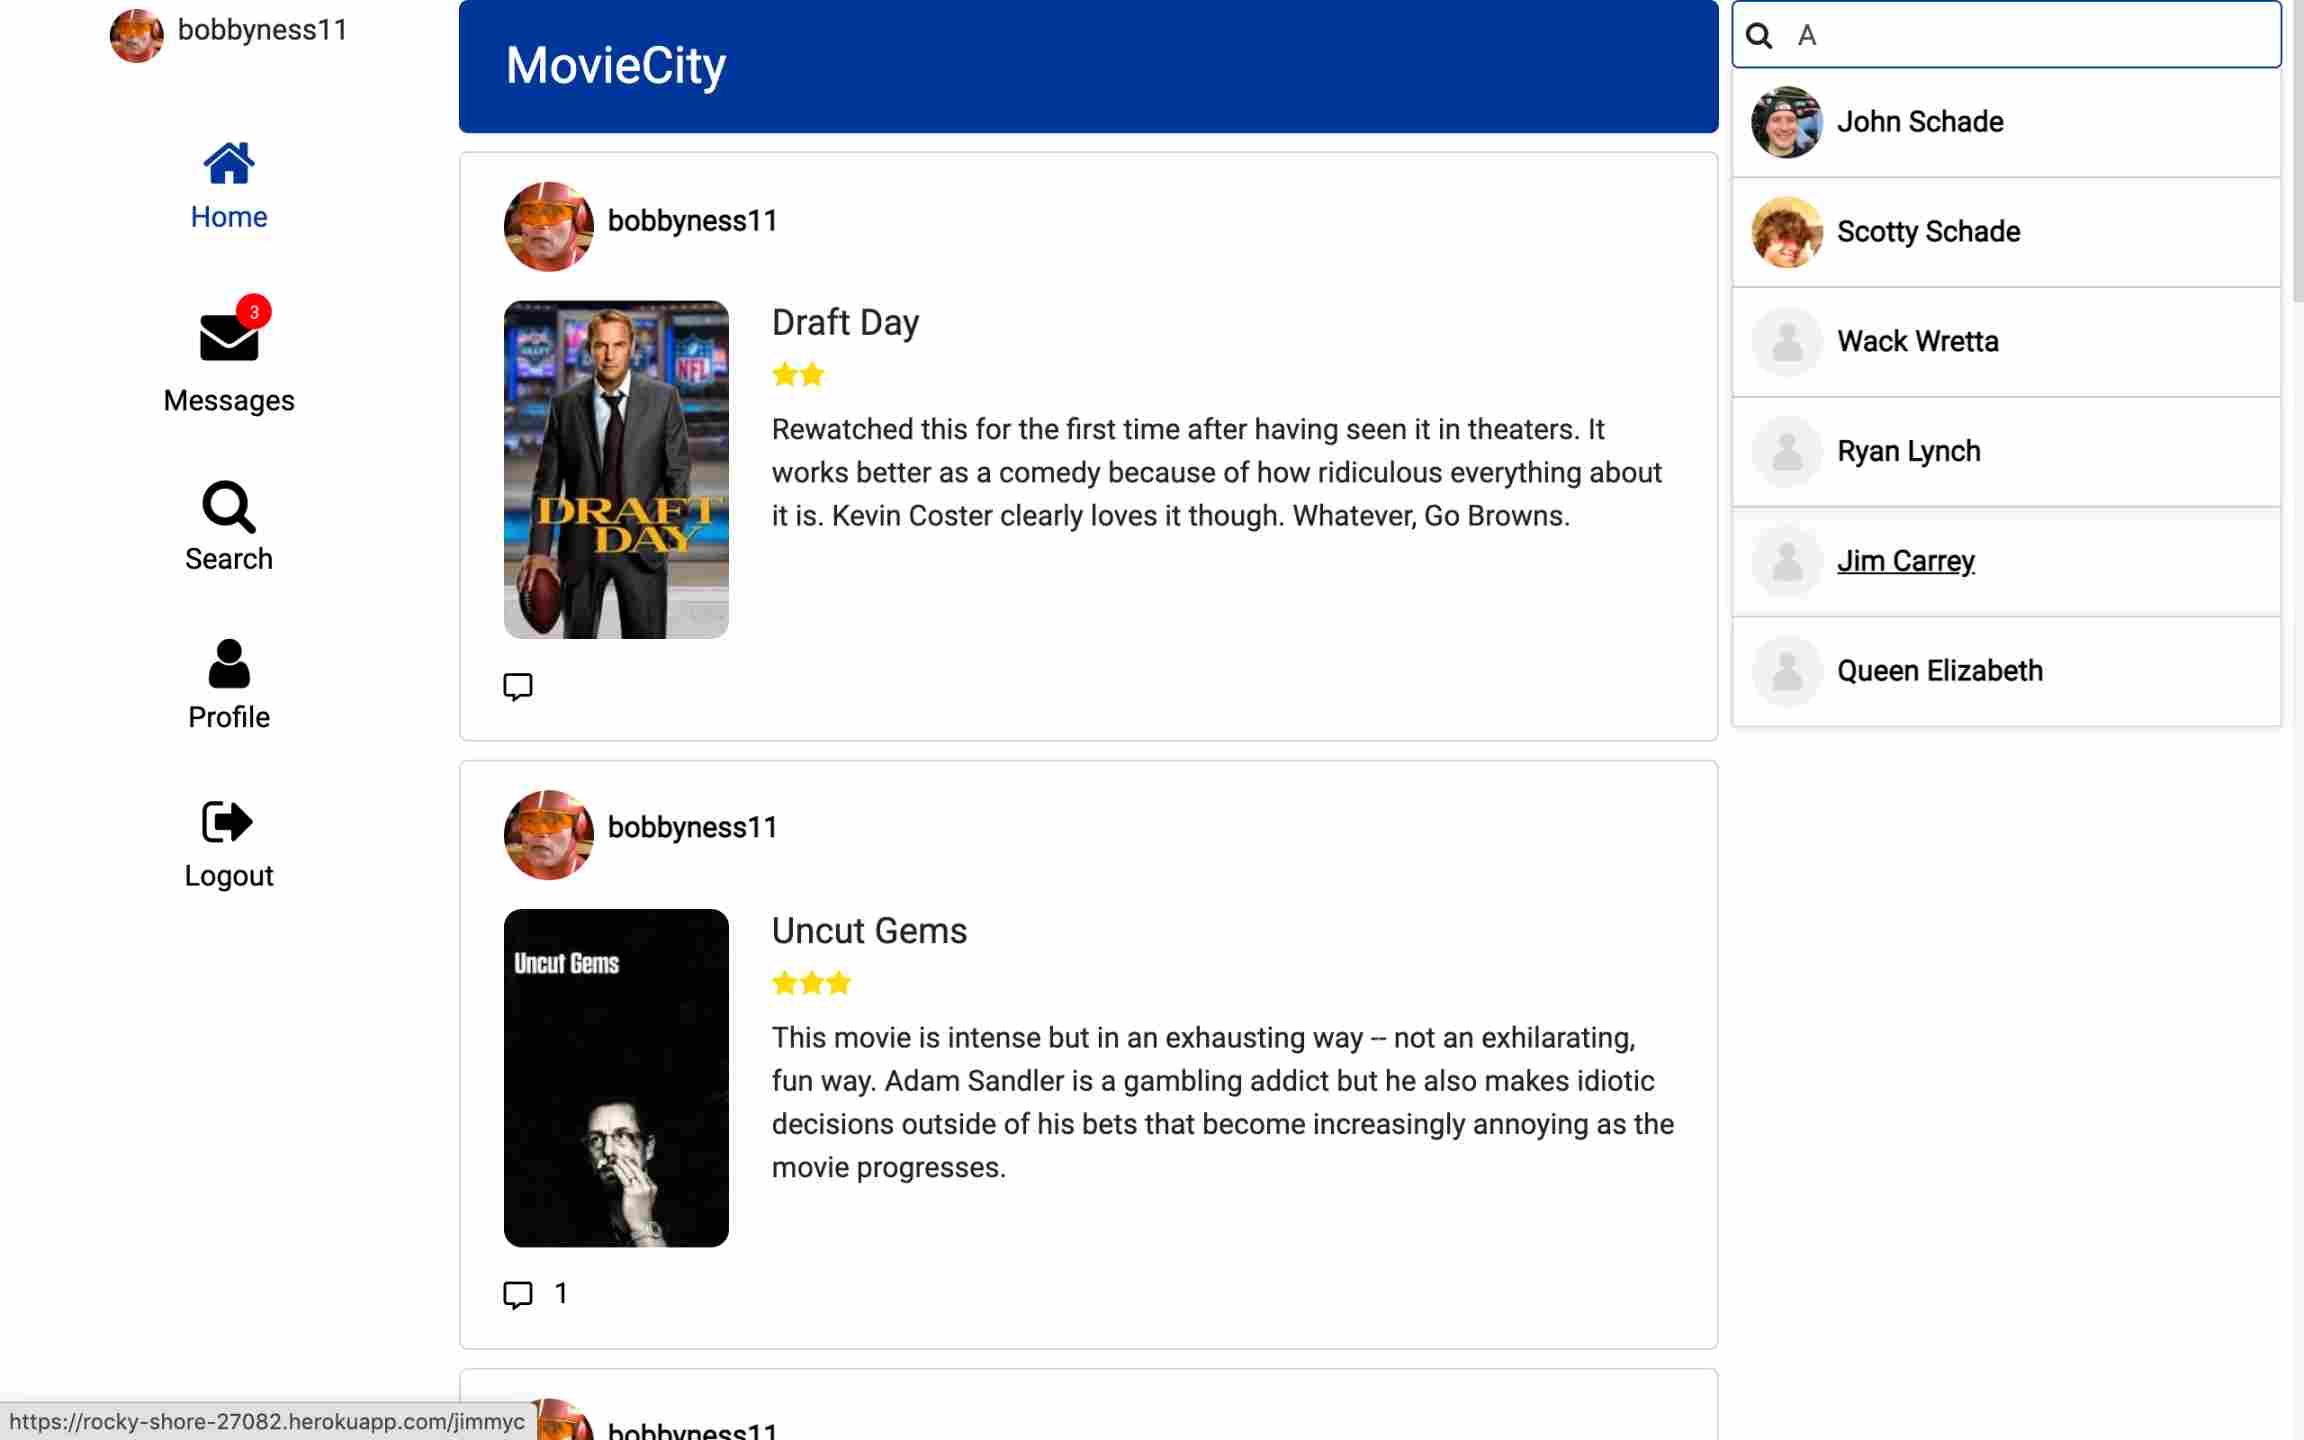 bobbyness11
Home
3
Messages
Search
Profile
Logout
MovieCity
bobbyness11
NFL
DRAFT
DAY
Draft Day
Rewatched this for the first time after having seen it in theaters. It
works better as a comedy because of how ridiculous everything about
it is. Kevin Coster clearly loves it though. Whatever, Go Browns.
bobbyness11
Uncut Gems
Uncut Gems
This movie is intense but in an exhausting way -- not an exhilarating,
fun way. Adam Sandler is a gambling addict but he also makes idiotic
decisions outside of his bets that become increasingly annoying as the
movie progresses.
1
bobbyness11
A
John Schade
Scotty Schade
Wack Wretta
Ryan Lynch
Jim Carrey
Queen Elizabeth
https://rocky-shore-27082.herokuapp.com/jimmyc